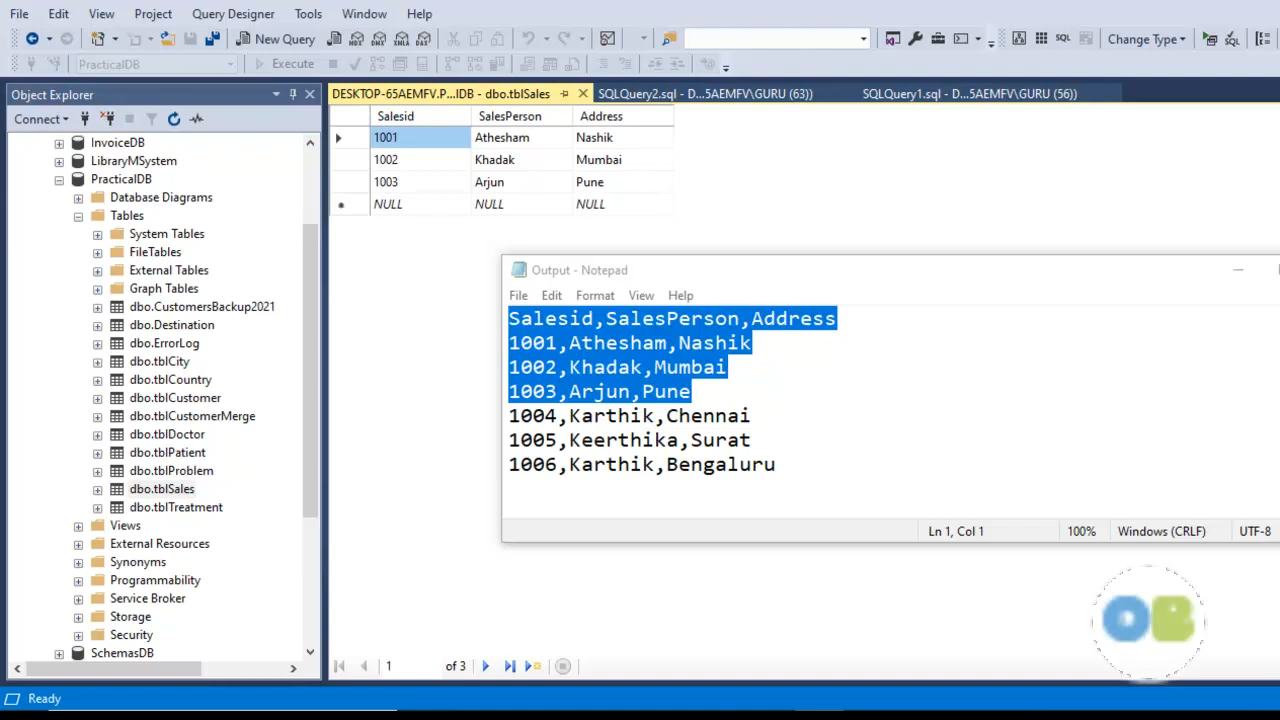 File Edit View Project Query Designer Tools Window Help
New Query MDX DMX XMLA DAX SQL Change Type SQL
PracticalDB Execute
Object Explorer
Connect
InvoiceDB
LibraryMSystem
PracticalDB
Database Diagrams
Tables
System Tables
FileTables
External Tables
Graph Tables
dbo.CustomersBackup2021
dbo.Destination
dbo.ErrorLog
dbo.tblCity
dbo.tblCountry
dbo.tblCustomer
dbo.tblCustomerMerge
dbo.tblDoctor
dbo.tblPatient
dbo.tblProblem
dbo.tblSales
dbo.tblTreatment
Views
External Resources
Synonyms
Programmability
Service Broker
Storage
Security
SchemasDB
DESKTOP-65AEMFV.P...IDB - dbo.tblSales SQLQuery2.sql - D...5AEMFV\GURU (63)) SQLQuery1.sql - D...5AEMFV\GURU (56))
Salesid SalesPerson Address
1001 Athesham Nashik
1002 Khadak Mumbai
1003 Arjun Pune
NULL NULL NULL
Output - Notepad
File Edit Format View Help
Salesid,SalesPerson,Address
1001,Athesham,Nashik
1002,Khadak,Mumbai
1003,Arjun,Pune
1004,Karthik,Chennai
1005,Keerthika,Surat
1006,Karthik,Bengaluru
Ln 1, Col 1 100% Windows (CRLF) UTF-8
OB
1 of 3
Ready